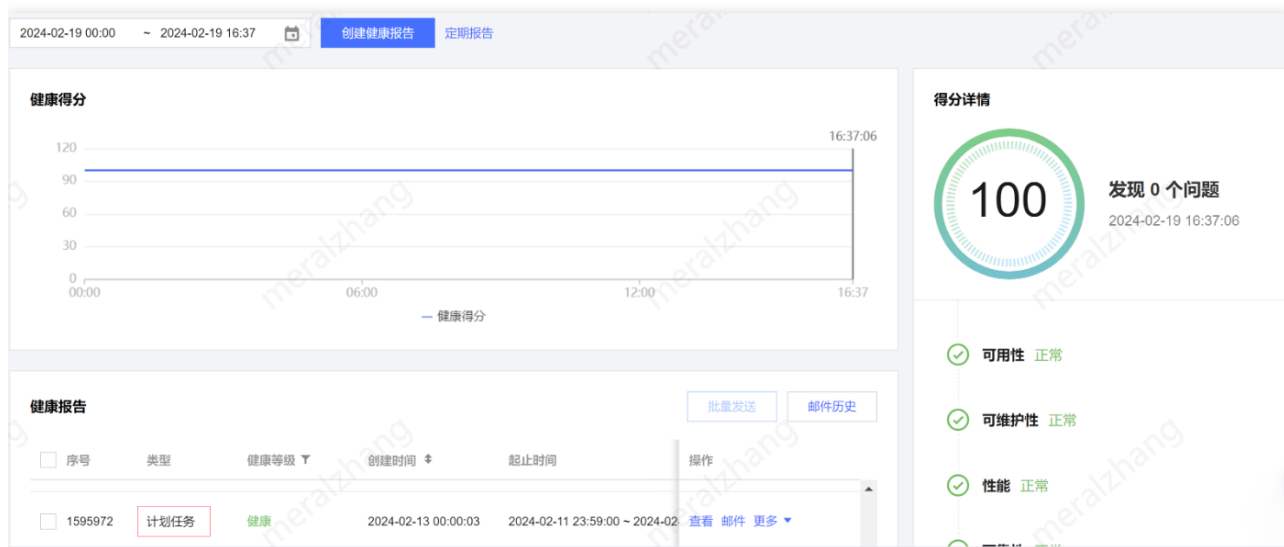 2024-02-19 00:00 ~ 2024-02-19 16:37 创建健康报告 定期报告
健康得分
16:37:06
120
90
60
30
0
00:00 06:00 12:00 16:37
健康得分
得分详情
100
发现 0 个问题
2024-02-19 16:37:06
可用性 正常
可维护性 正常
性能 正常
健康报告
批量发送 邮件历史
序号 类型 健康等级 创建时间 起止时间 操作
1595972 计划任务 健康 2024-02-13 00:00:03 2024-02-11 23:59:00 ~ 2024-02 查看 邮件 更多
meralzhang